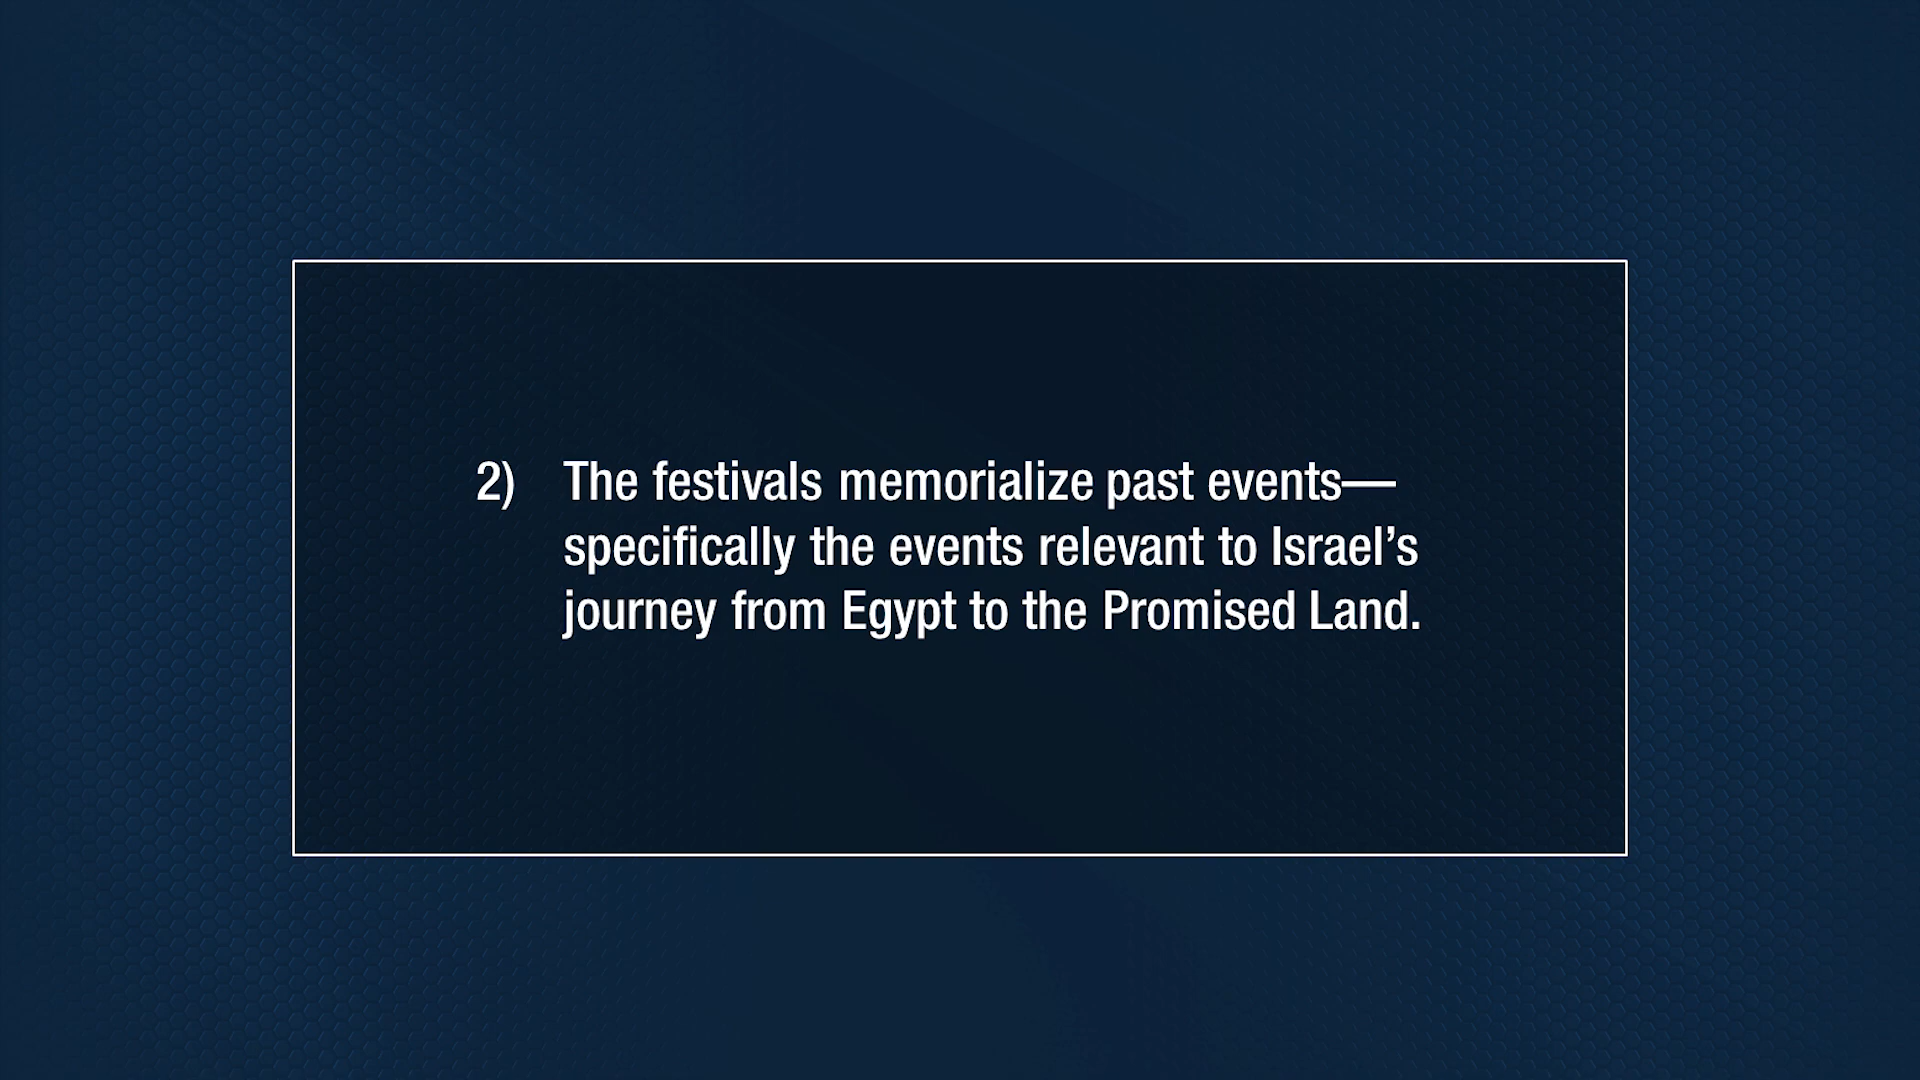 2) The festivals memorialize past events—
specifically the events relevant to Israel’s
journey from Egypt to the Promised Land.